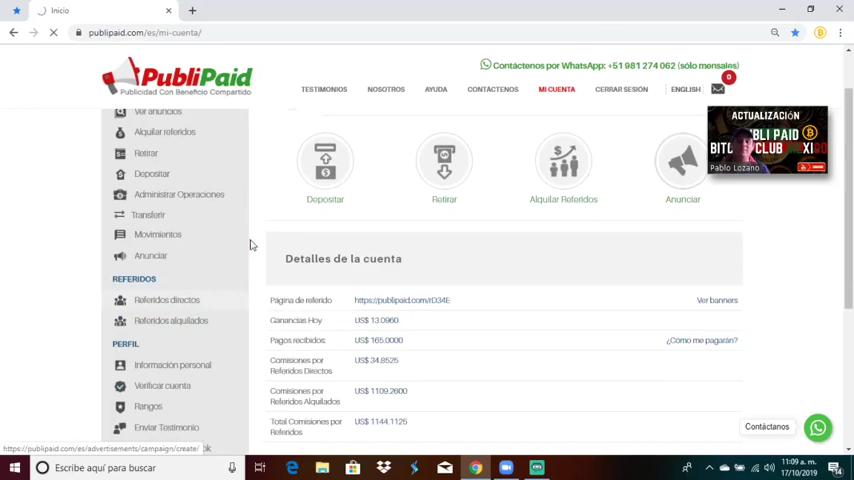 Inicio
publipaid.com/es/mi-cuenta/
PubliPaid
Publicidad Con Beneficio Compartido
Contáctenos por WhatsApp: +51 981 274 062 (sólo mensajes)
0
TESTIMONIOS
NOSOTROS
AYUDA
CONTÁCTENOS
MI CUENTA
CERRAR SESIÓN
ENGLISH
ACTUALIZACIÓN
PUBLI PAID
Pablo Lozano
Ver anuncios
Alquilar referidos
Retirar
Depositar
Administrar Operaciones
Transferir
Movimientos
Anunciar
REFERIDOS
Referidos directos
Referidos alquilados
PERFIL
Información personal
Verificar cuenta
Rangos
Enviar Testimonio
Depositar
Retirar
Alquilar Referidos
Anunciar
Detalles de la cuenta
Página de referido
https://publipaid.com/rD34E
Ver banners
Ganancias Hoy
US$ 13.0960
Pagos recibidos:
US$ 165.0000
¿Cómo me pagarán?
Comisiones por
Referidos Directos
US$ 34.8525
Comisiones por
Referidos Alquilados
US$ 1109.2600
Total Comisiones por
Referidos
US$ 1144.1125
Contáctanos
https://publipaid.com/es/advertisements/campaign/create/
Escribe aquí para buscar
11:09 a. m.
17/10/2019
14